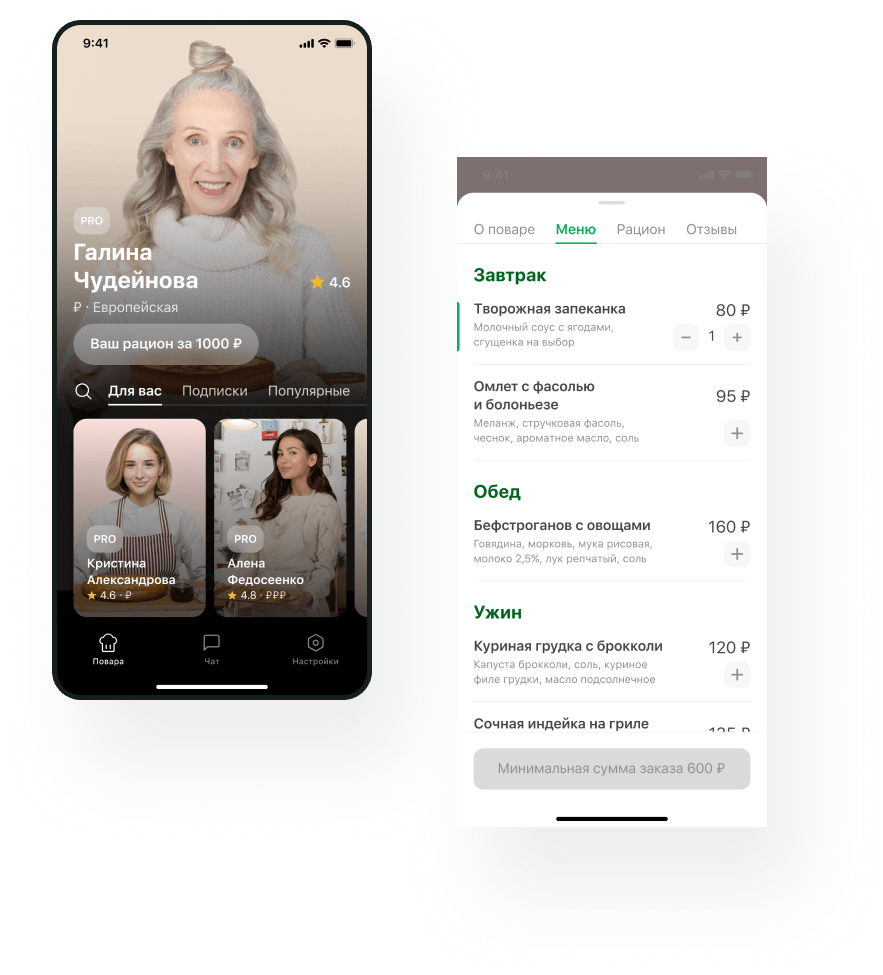 9:41
PRO
Галина
Чудейнова
4.6
₽ · Европейская
Ваш рацион за 1000 ₽
Для вас Подписки Популярные
PRO
Кристина
Александрова
4.6 · ₽
PRO
Алена
Федосеенко
4.8 · ₽₽₽
Повара Чат Настройки
9:41
О поваре Меню Рацион Отзывы
Завтрак
Творожная запеканка 80 ₽
Молочный соус с ягодами,
сгущенка на выбор
− 1 +
Омлет с фасолью
и болоньезе 95 ₽
Меланж, стручковая фасоль,
чеснок, ароматное масло, соль
+
Обед
Бефстроганов с овощами 160 ₽
Говядина, морковь, мука рисовая,
молоко 2,5%, лук репчатый, соль
+
Ужин
Куриная грудка с брокколи 120 ₽
Капуста брокколи, соль, куриное
филе грудки, масло подсолнечное
+
Сочная индейка на гриле
Минимальная сумма заказа 600 ₽